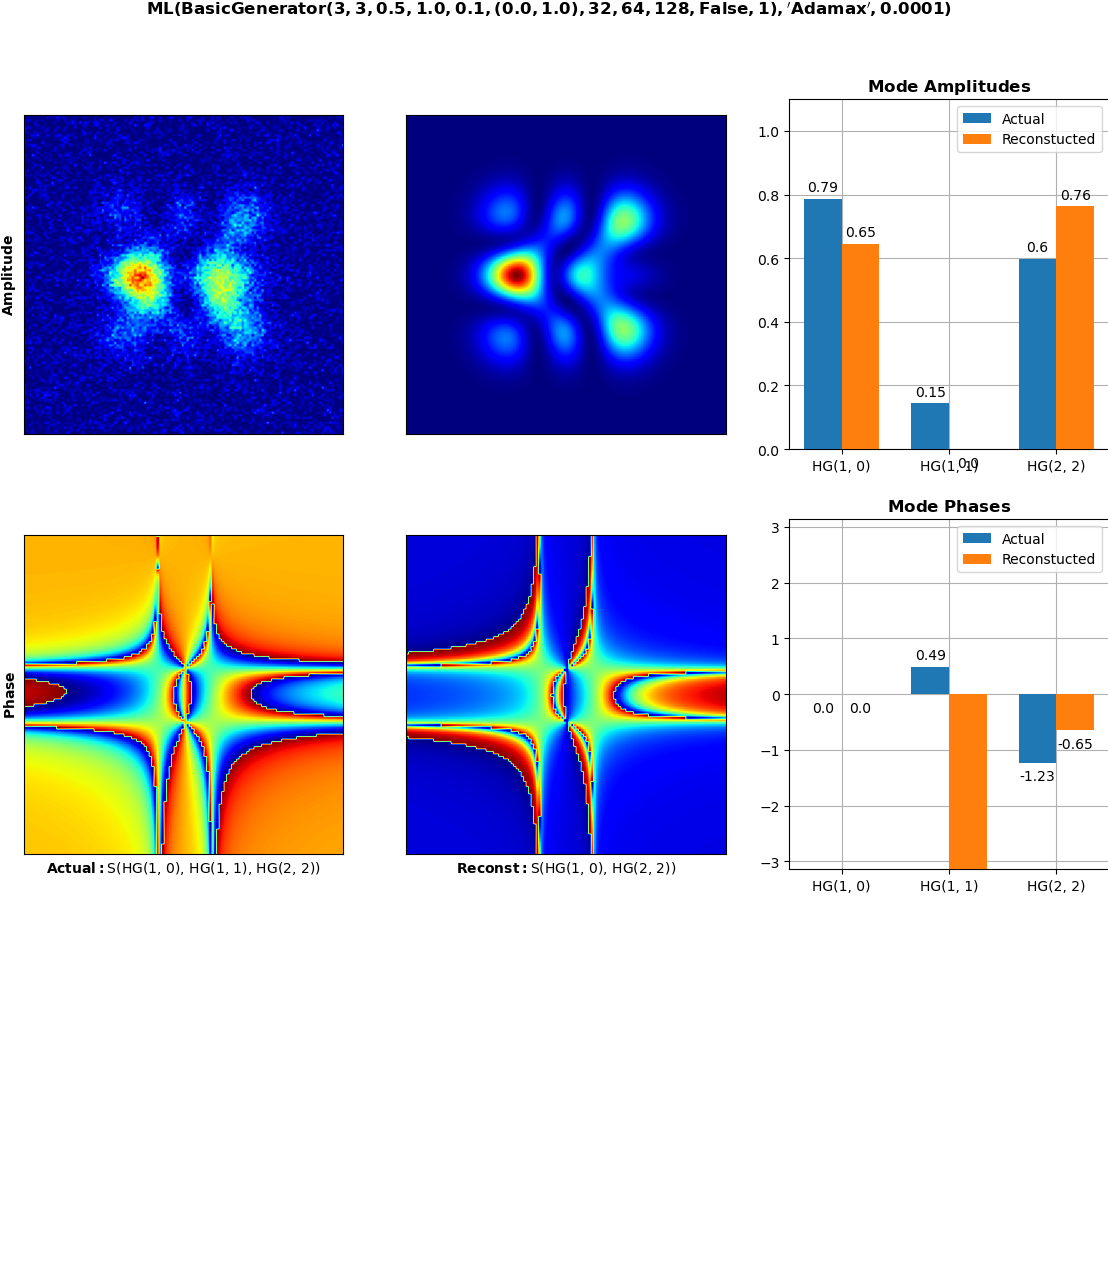 ML(BasicGenerator(3, 3, 0.5, 1.0, 0.1, (0.0, 1.0), 32, 64, 128, False, 1), ′Adamax′, 0.0001)
Amplitude
Mode Amplitudes
Actual
Reconstucted
1.0
0.8
0.6
0.4
0.2
0.0
0.79
0.65
0.15
0.0
0.6
0.76
HG(1, 0)
HG(1, 1)
HG(2, 2)
Phase
Actual: S(HG(1, 0), HG(1, 1), HG(2, 2))
Reconst: S(HG(1, 0), HG(2, 2))
Mode Phases
Actual
Reconstucted
3
2
1
0
−1
−2
−3
0.0
0.0
0.49
-1.23
-0.65
HG(1, 0)
HG(1, 1)
HG(2, 2)